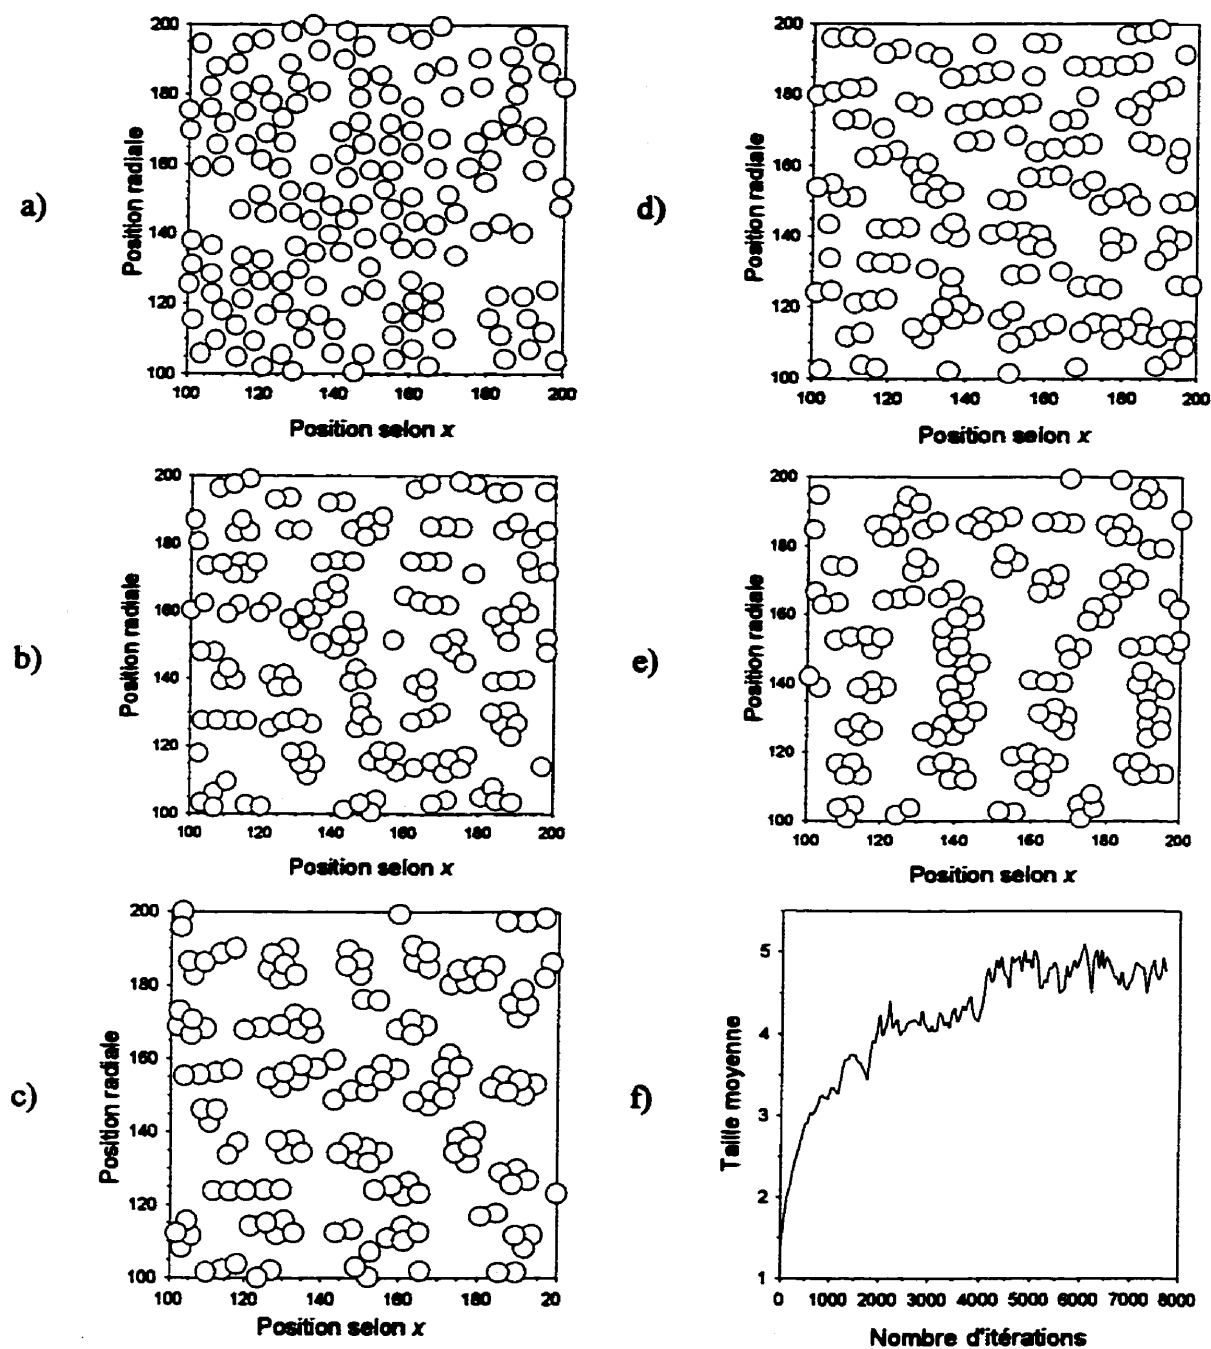 a)
Position radiale
200
180
160
140
120
100
100 120 140 160 180 200
Position selon x
b)
Position radiale
200
180
160
140
120
100
100 120 140 160 180 200
Position selon x
c)
Position radiale
200
180
160
140
120
100
100 120 140 160 180 20
Position selon x
d)
Position radiale
200
180
160
140
120
100
100 120 140 160 180 200
Position selon x
e)
Position radiale
200
180
160
140
120
100
100 120 140 160 180 200
Position selon x
f)
Taille moyenne
5
4
3
2
1
0 1000 2000 3000 4000 5000 6000 7000 8000
Nombre d'itérations